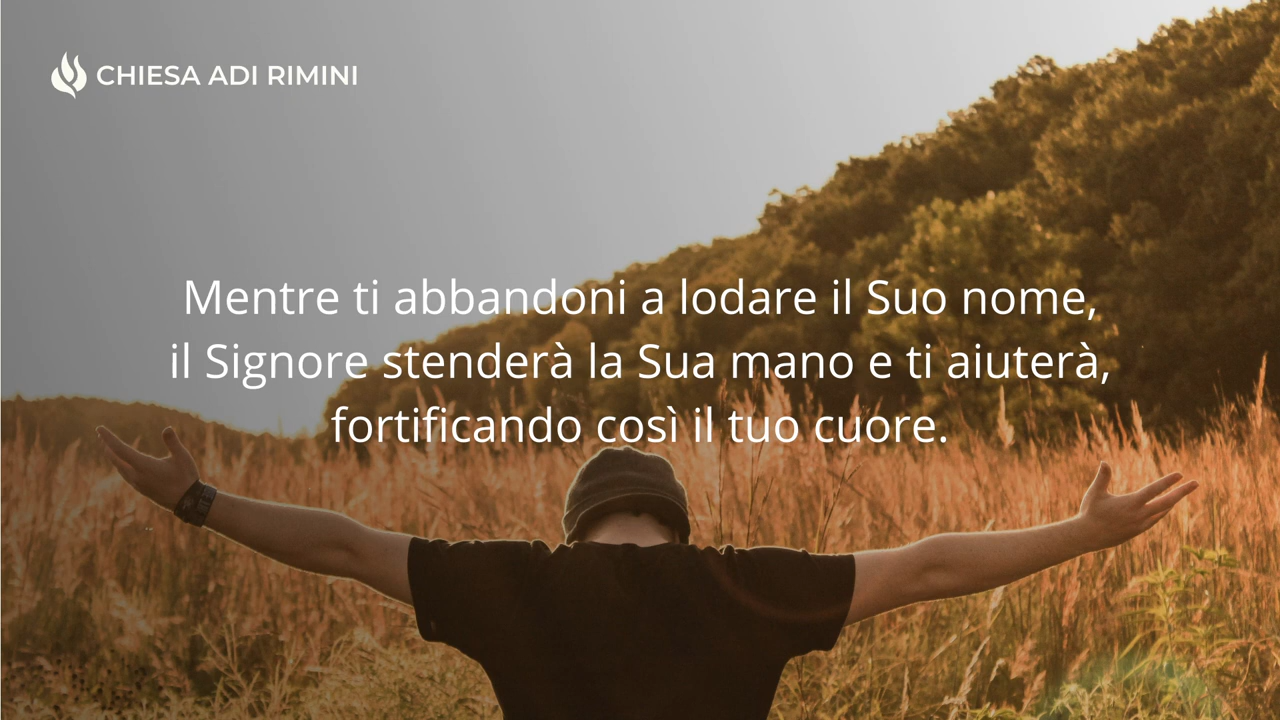 CHIESA ADI RIMINI
Mentre ti abbandoni a lodare il Suo nome,
il Signore stenderà la Sua mano e ti aiuterà,
fortificando così il tuo cuore.